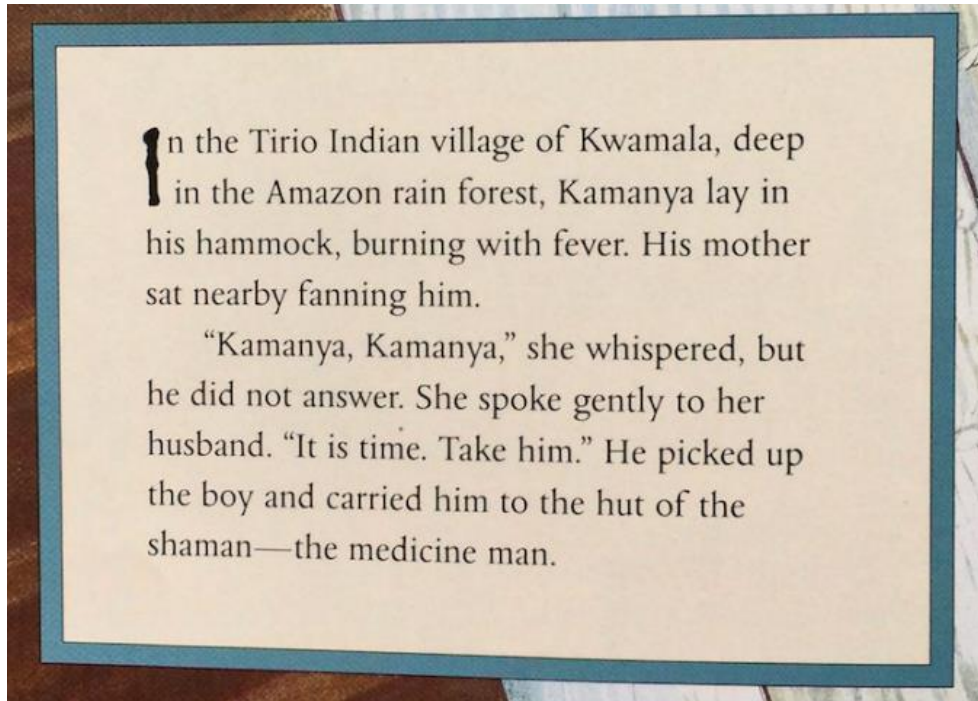 In the Tirio Indian village of Kwamala, deep
in the Amazon rain forest, Kamanya lay in
his hammock, burning with fever. His mother
sat nearby fanning him.
“Kamanya, Kamanya,” she whispered, but
he did not answer. She spoke gently to her
husband. “It is time. Take him.” He picked up
the boy and carried him to the hut of the
shaman—the medicine man.